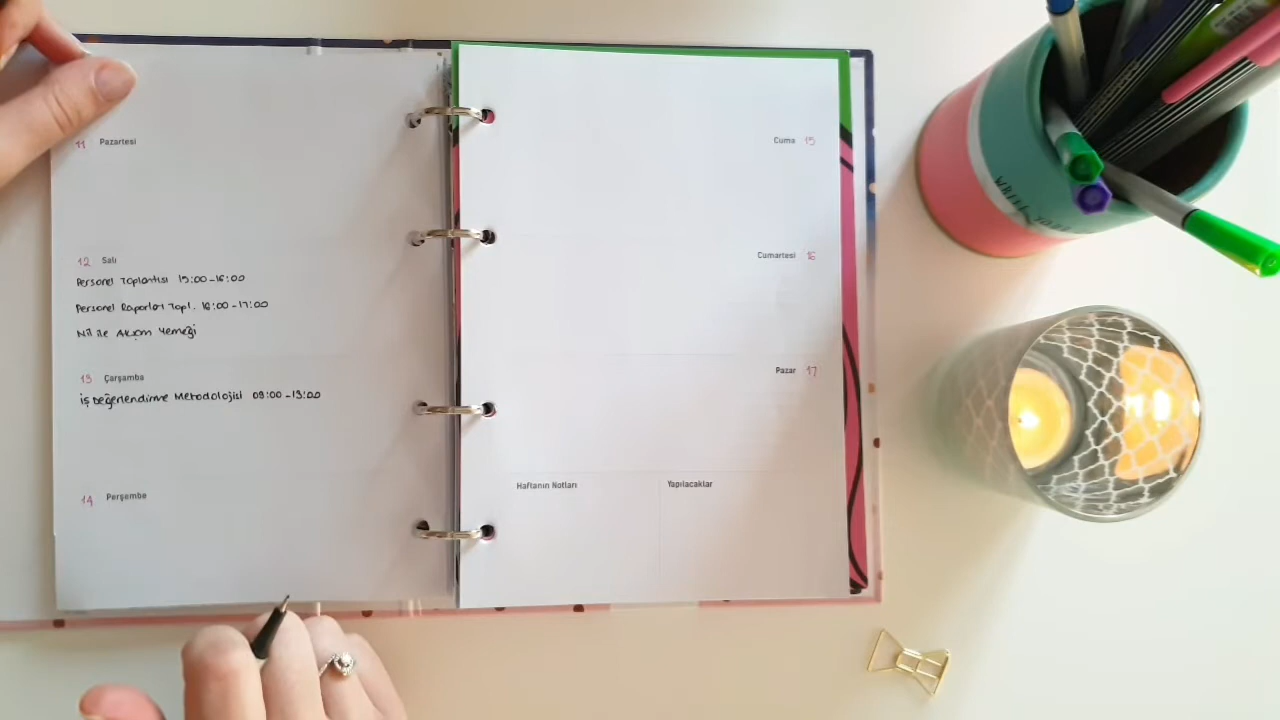 11 Pazartesi
12 Salı
Personel Toplantısı 15:00-16:00
Personel Raporları Topl. 16:00-17:00
Nil ile Akşam Yemeği
13 Çarşamba
İş Değerlendirme Metodolojisi 09:00-13:00
14 Perşembe
Cuma 15
Cumartesi 16
Pazar 17
Haftanın Notları
Yapılacaklar
WRITE